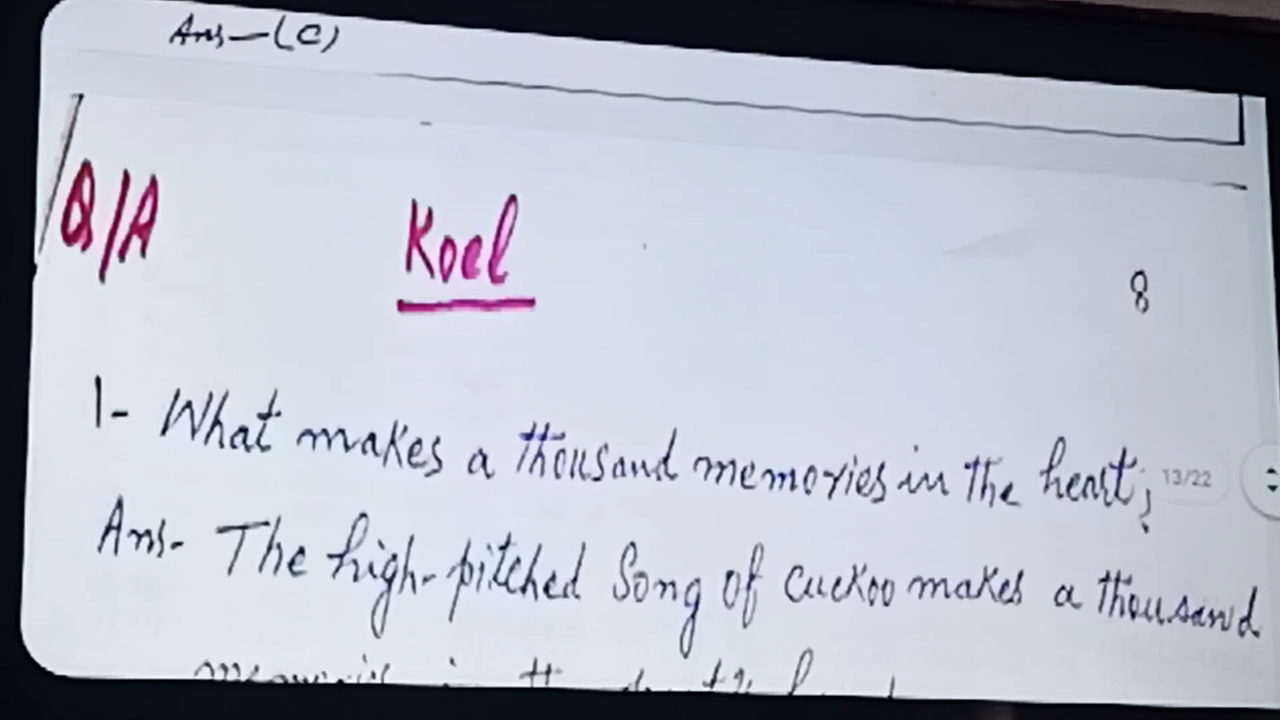 Ans-(C)
Q/A
Koel
8
1- What makes a thousand memories in the heart?
13/22
Ans- The high-pitched Song of cuckoo makes a thousand